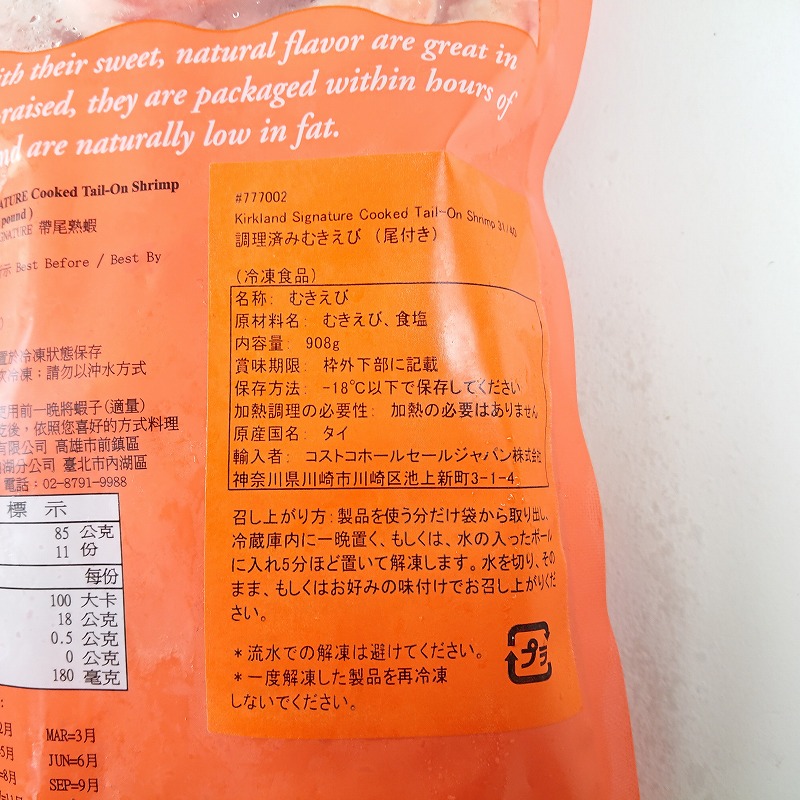 th their sweet, natural flavor are great in
raised, they are packaged within hours of
nd are naturally low in fat.
ATURE Cooked Tail-On Shrimp
pound )
GNATURE 帶尾熟蝦
示 Best Before / Best By
置於冷凍狀態保存
冷凍：請勿以沖水方式
用前一晚將蝦子(適量)
後，依照您喜好的方式料理
有限公司 高雄市前鎮區
湖分公司 臺北市內湖區
電話：02-8791-9988
標 示
85 公克
11 份
每份
100 大卡
18 公克
0.5 公克
0 公克
180 毫克
2月 MAR=3月
5月 JUN=6月
=8月 SEP=9月
#777002
Kirkland Signature Cooked Tail-On Shrimp 31/40
調理済みむきえび （尾付き）
（冷凍食品）
名称： むきえび
原材料名： むきえび、食塩
内容量： 908g
賞味期限： 枠外下部に記載
保存方法： -18℃以下で保存してください
加熱調理の必要性： 加熱の必要はありません
原産国名： タイ
輸入者： コストコホールセールジャパン株式会社
神奈川県川崎市川崎区池上新町3-1-4
召し上がり方：製品を使う分だけ袋から取り出し、
冷蔵庫内に一晩置く、もしくは、水の入ったボール
に入れ5分ほど置いて解凍します。水を切り、その
まま、もしくはお好みの味付けでお召し上がりくだ
さい。
＊流水での解凍は避けてください。
＊一度解凍した製品を再冷凍
しないでください。
プラ